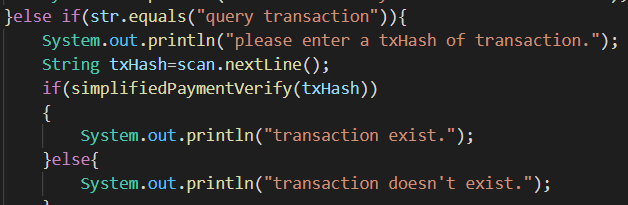 }else if(str.equals("query transaction")){
System.out.println("please enter a txHash of transaction.");
String txHash=scan.nextLine();
if(simplifiedPaymentVerify(txHash))
{
System.out.println("transaction exist.");
}else{
System.out.println("transaction doesn't exist.");